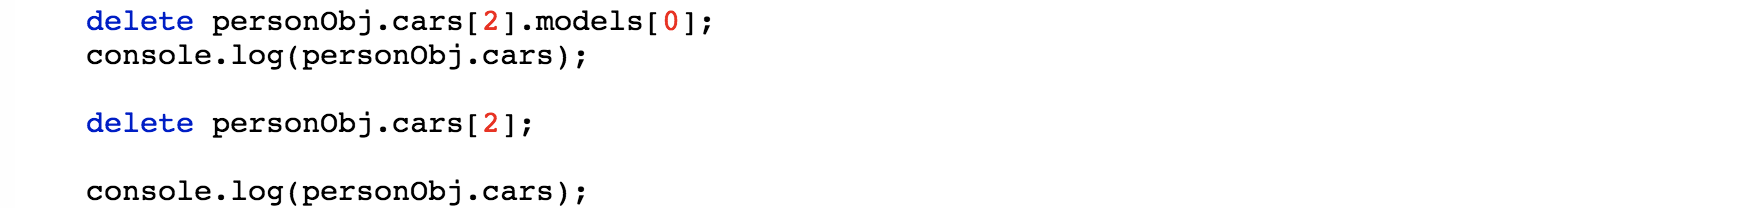 delete personObj.cars[2].models[0];
console.log(personObj.cars);
delete personObj.cars[2];
console.log(personObj.cars);